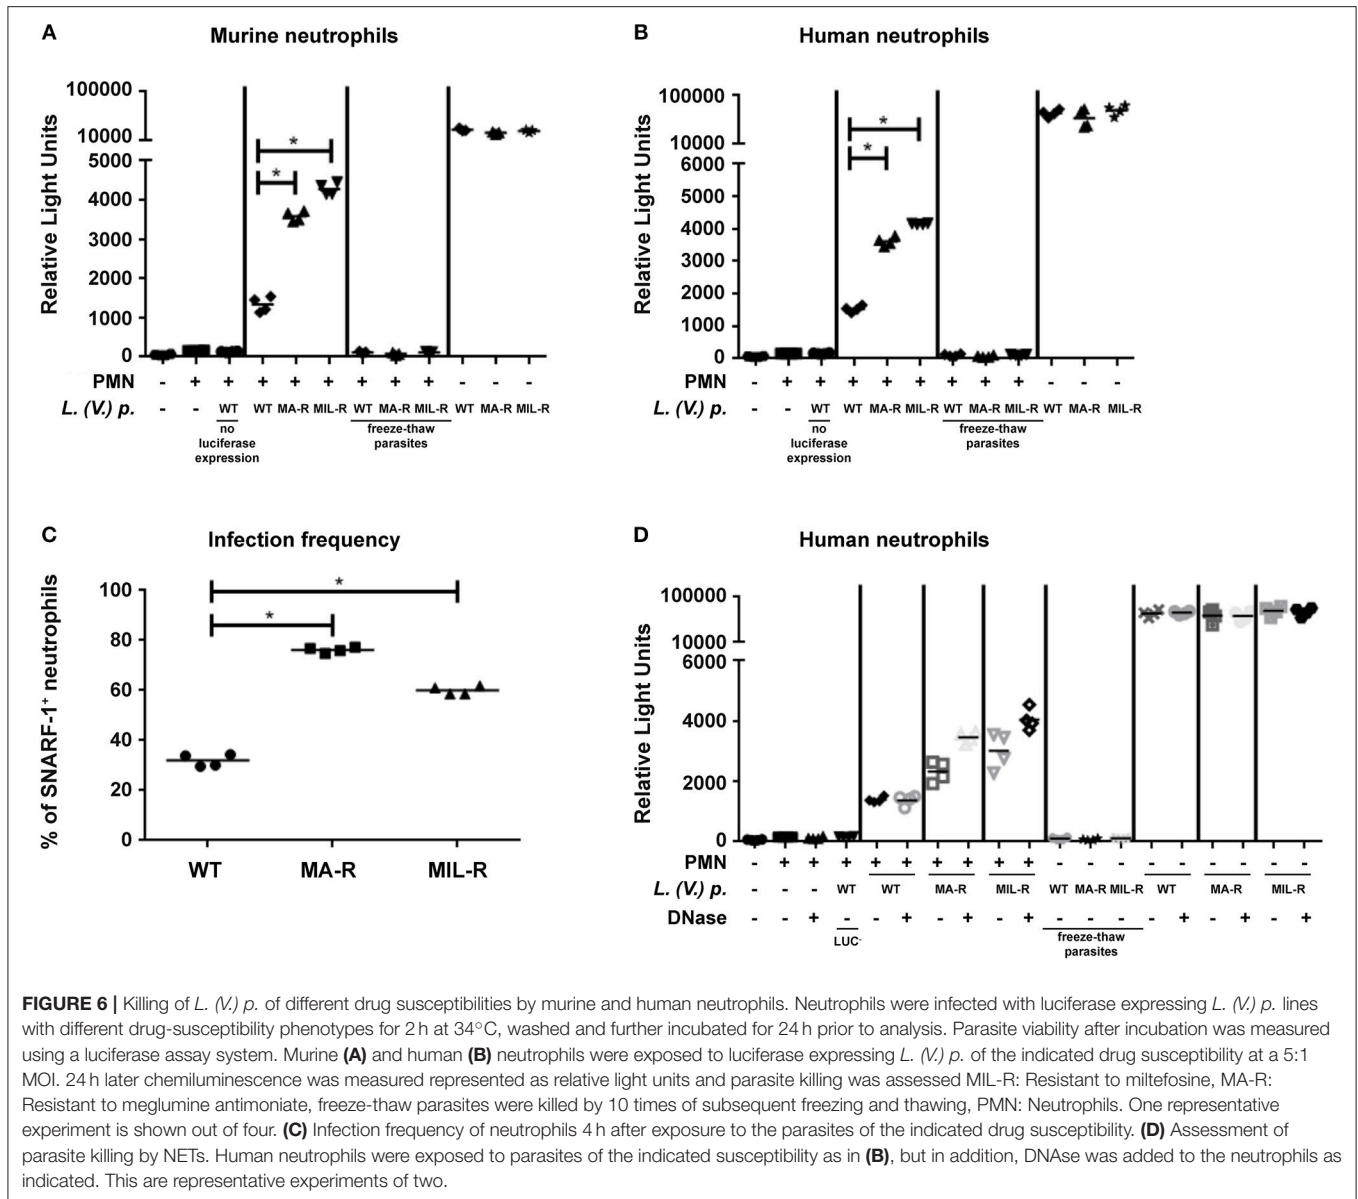 A
Murine neutrophils
Relative Light Units
100000
10000
5000
4000
3000
2000
1000
0
*
*
PMN - + + + + + + + + - - -
L. (V.) p. - - WT WT MA-R MIL-R WT MA-R MIL-R WT MA-R MIL-R
no luciferase expression
freeze-thaw parasites
B
Human neutrophils
Relative Light Units
100000
10000
6000
5000
4000
3000
2000
1000
0
*
*
PMN - + + + + + + + + - - -
L. (V.) p. - - WT WT MA-R MIL-R WT MA-R MIL-R WT MA-R MIL-R
no luciferase expression
freeze-thaw parasites
C
Infection frequency
% of SNARF-1+ neutrophils
100
80
60
40
20
0
*
*
WT MA-R MIL-R
D
Human neutrophils
Relative Light Units
100000
10000
6000
4000
2000
0
PMN - + + + + + + + + + - - - - - - - - -
L. (V.) p. - - - WT WT MA-R MIL-R WT MA-R MIL-R WT MA-R MIL-R
DNase - - + - - + - + - + - - - - + - + - +
LUC-
freeze-thaw parasites
FIGURE 6 | Killing of L. (V.) p. of different drug susceptibilities by murine and human neutrophils. Neutrophils were infected with luciferase expressing L. (V.) p. lines
with different drug-susceptibility phenotypes for 2 h at 34°C, washed and further incubated for 24 h prior to analysis. Parasite viability after incubation was measured
using a luciferase assay system. Murine (A) and human (B) neutrophils were exposed to luciferase expressing L. (V.) p. of the indicated drug susceptibility at a 5:1
MOI. 24 h later chemiluminescence was measured represented as relative light units and parasite killing was assessed MIL-R: Resistant to miltefosine, MA-R:
Resistant to meglumine antimoniate, freeze-thaw parasites were killed by 10 times of subsequent freezing and thawing, PMN: Neutrophils. One representative
experiment is shown out of four. (C) Infection frequency of neutrophils 4 h after exposure to the parasites of the indicated drug susceptibility. (D) Assessment of
parasite killing by NETs. Human neutrophils were exposed to parasites of the indicated susceptibility as in (B), but in addition, DNAse was added to the neutrophils as
indicated. This are representative experiments of two.